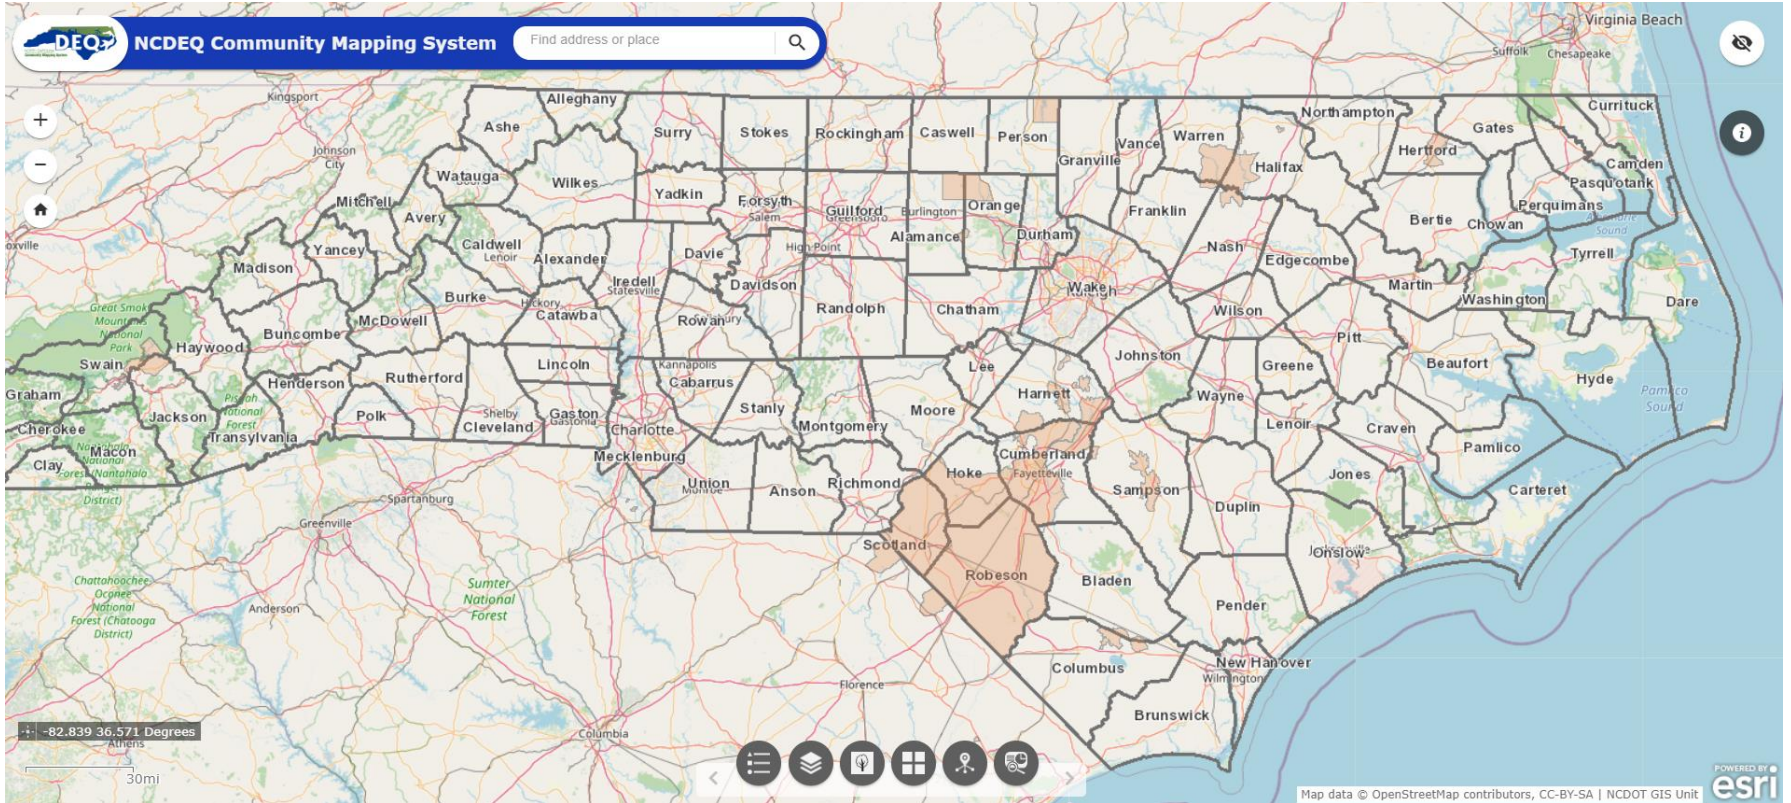 DEQ
NCDEQ Community Mapping System
Find address or place
Virginia Beach
Suffolk
Chesapeake
Kingsport
Johnson
City
Alleghany
Ashe
Surry
Stokes
Rockingham
Caswell
Person
Granville
Vance
Warren
Northampton
Halifax
Hertford
Gates
Currituck
Camden
Pasquotank
Perquimans
Chowan
Bertie
Watauga
Wilkes
Yadkin
Forsyth
Salem
Guilford
Greensboro
Burlington
Alamance
Orange
Durham
Franklin
Nash
Edgecombe
Martin
Washington
Tyrrell
Dare
Sound
Mitchell
Avery
Yancey
Madison
Caldwell
Lenoir
Alexander
Iredell
Statesville
Davie
High Point
Davidson
Randolph
Chatham
Wake
Raleigh
Wilson
Pitt
Beaufort
Hyde
Pamlico
Sound
Burke
Hickory
Catawba
McDowell
Buncombe
Rowan
Great Smoky
Mountains
National
Park
Haywood
Swain
Graham
Cherokee
Clay
Macon
Jackson
Henderson
Transylvania
Pisgah
National
Forest
Nantahala
National
Forest (Nantahala
Ranger
District)
Rutherford
Polk
Lincoln
Shelby
Cleveland
Gaston
Gastonia
Charlotte
Mecklenburg
Kannapolis
Cabarrus
Stanly
Montgomery
Moore
Lee
Harnett
Johnston
Wayne
Greene
Lenoir
Craven
Pamlico
Jones
Carteret
Union
Monroe
Anson
Richmond
Hoke
Cumberland
Fayetteville
Sampson
Duplin
Onslow
Scotland
Robeson
Bladen
Pender
Columbus
New Hanover
Wilmington
Brunswick
Spartanburg
Greenville
Anderson
Chattahoochee-
Oconee
National
Forest (Chatooga
District)
Sumter
National
Forest
Florence
Columbia
Athens
-82.839 36.571 Degrees
30mi
Map data © OpenStreetMap contributors, CC-BY-SA | NCDOT GIS Unit
POWERED BY
esri